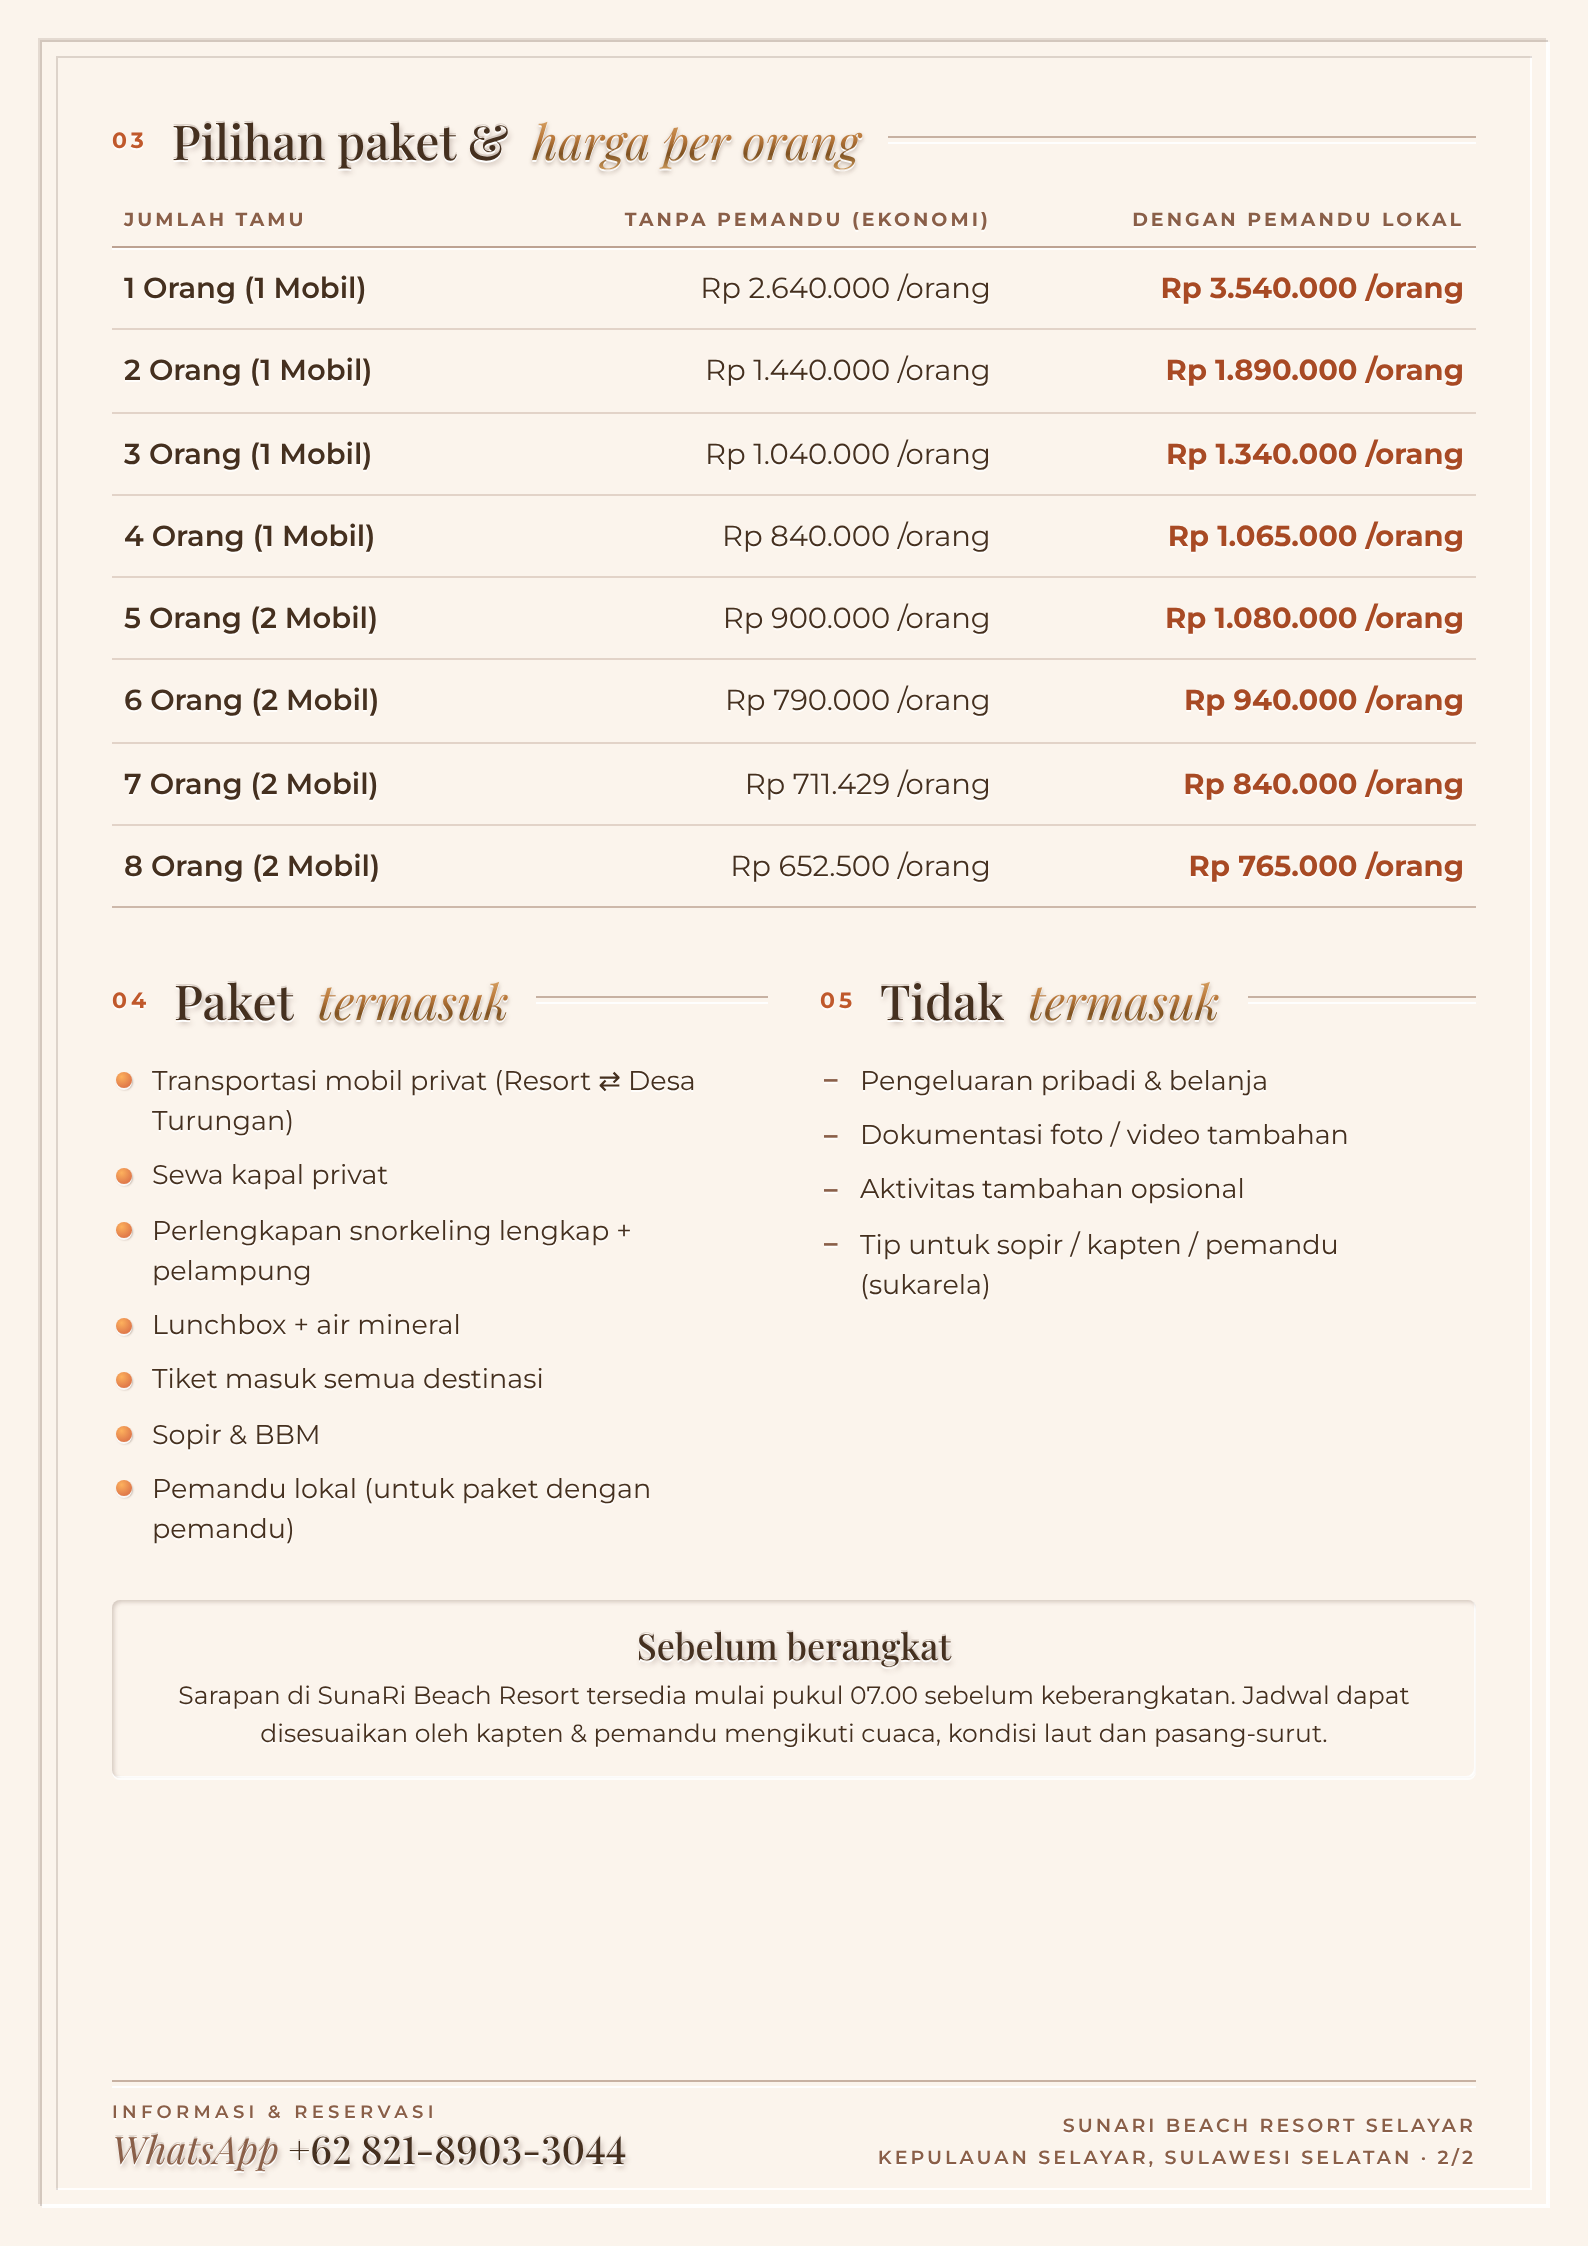 03 Pilihan paket & harga per orang
JUMLAH TAMU TANPA PEMANDU (EKONOMI) DENGAN PEMANDU LOKAL
1 Orang (1 Mobil) Rp 2.640.000 /orang Rp 3.540.000 /orang
2 Orang (1 Mobil) Rp 1.440.000 /orang Rp 1.890.000 /orang
3 Orang (1 Mobil) Rp 1.040.000 /orang Rp 1.340.000 /orang
4 Orang (1 Mobil) Rp 840.000 /orang Rp 1.065.000 /orang
5 Orang (2 Mobil) Rp 900.000 /orang Rp 1.080.000 /orang
6 Orang (2 Mobil) Rp 790.000 /orang Rp 940.000 /orang
7 Orang (2 Mobil) Rp 711.429 /orang Rp 840.000 /orang
8 Orang (2 Mobil) Rp 652.500 /orang Rp 765.000 /orang
04 Paket termasuk
Transportasi mobil privat (Resort ⇄ Desa
Turungan)
Sewa kapal privat
Perlengkapan snorkeling lengkap +
pelampung
Lunchbox + air mineral
Tiket masuk semua destinasi
Sopir & BBM
Pemandu lokal (untuk paket dengan
pemandu)
05 Tidak termasuk
– Pengeluaran pribadi & belanja
– Dokumentasi foto / video tambahan
– Aktivitas tambahan opsional
– Tip untuk sopir / kapten / pemandu
(sukarela)
Sebelum berangkat
Sarapan di SunaRi Beach Resort tersedia mulai pukul 07.00 sebelum keberangkatan. Jadwal dapat
disesuaikan oleh kapten & pemandu mengikuti cuaca, kondisi laut dan pasang-surut.
INFORMASI & RESERVASI
WhatsApp +62 821-8903-3044
SUNARI BEACH RESORT SELAYAR
KEPULAUAN SELAYAR, SULAWESI SELATAN · 2/2